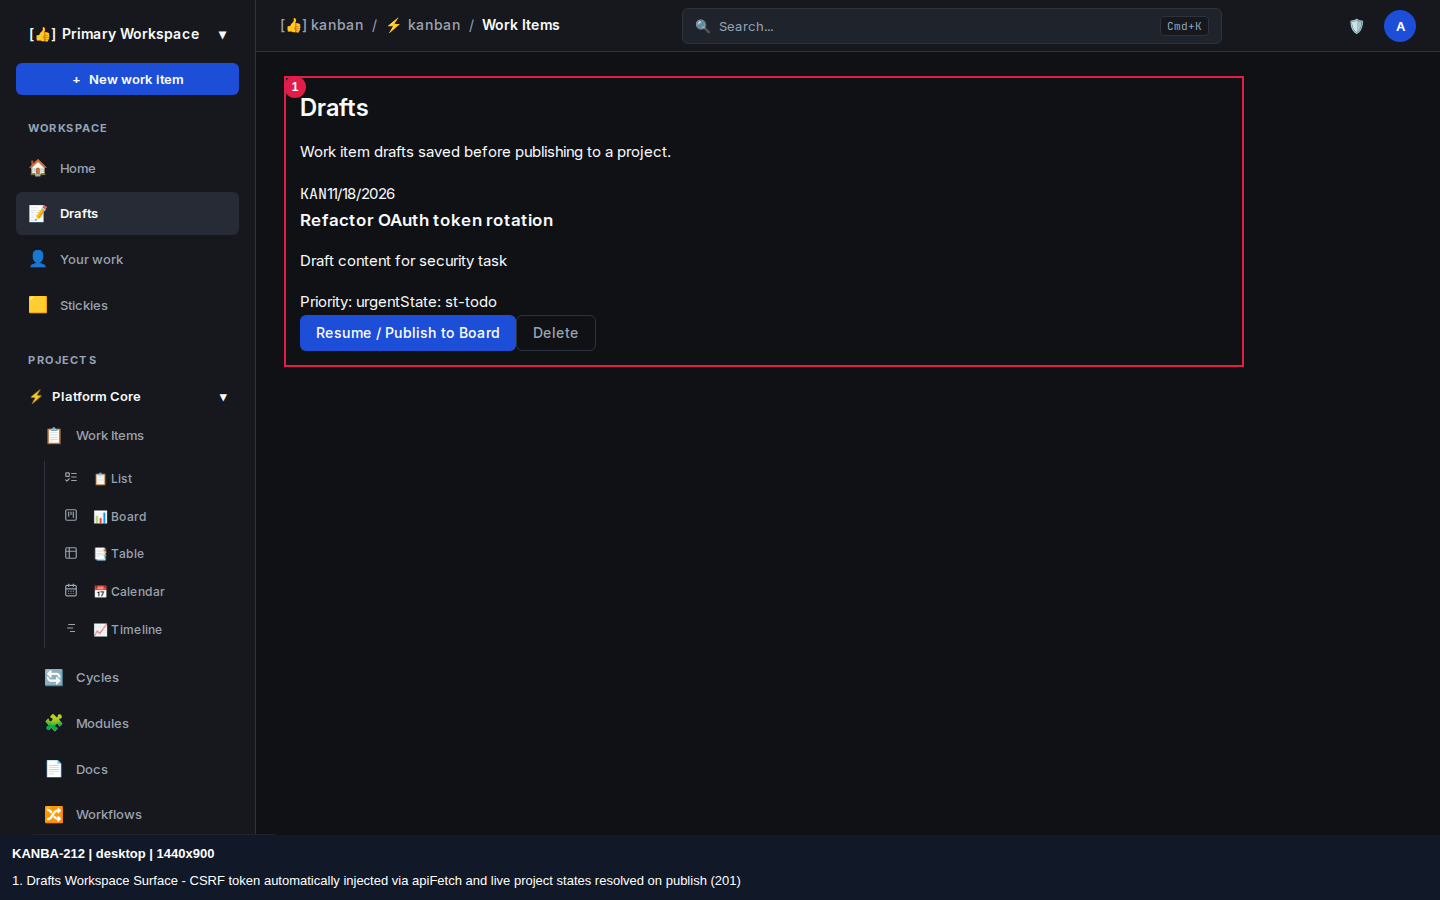 [👍] Primary Workspace ▼
+ New work item
WORKSPACE
🏠 Home
📝 Drafts
👤 Your work
🟨 Stickies
PROJECTS
⚡ Platform Core ▼
📋 Work Items
📋 List
📊 Board
📑 Table
📅 Calendar
📈 Timeline
🔄 Cycles
🧩 Modules
📄 Docs
🔀 Workflows
[👍] kanban / ⚡ kanban / Work Items
🔍 Search... Cmd+K
🛡️ A
1
Drafts
Work item drafts saved before publishing to a project.
KAN11/18/2026
Refactor OAuth token rotation
Draft content for security task
Priority: urgentState: st-todo
Resume / Publish to Board Delete
KANBA-212 | desktop | 1440x900
1. Drafts Workspace Surface - CSRF token automatically injected via apiFetch and live project states resolved on publish (201)